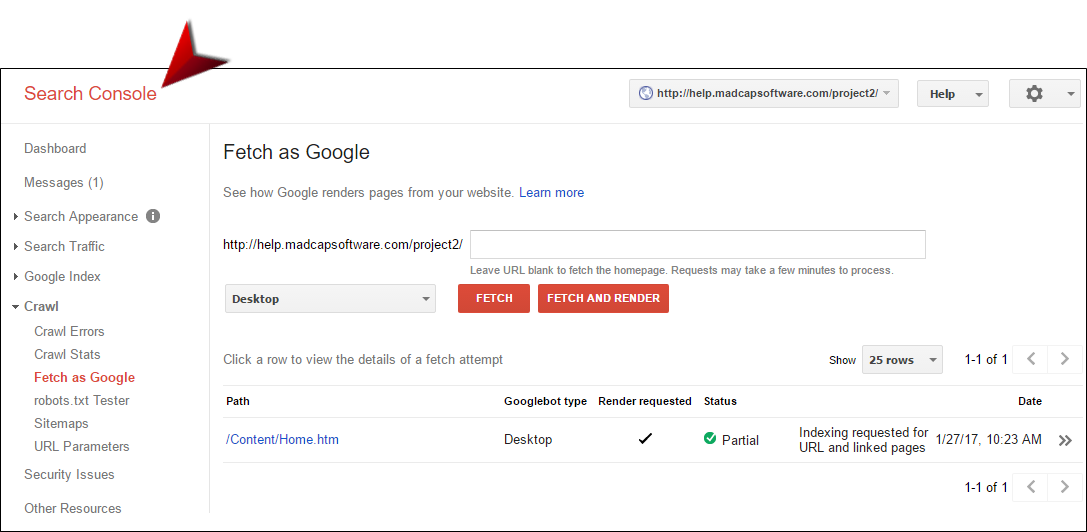 Search Console
http://help.madcapsoftware.com/project2/
Help
Dashboard
Messages (1)
Search Appearance
Search Traffic
Google Index
Crawl
Crawl Errors
Crawl Stats
Fetch as Google
robots.txt Tester
Sitemaps
URL Parameters
Security Issues
Other Resources
Fetch as Google
See how Google renders pages from your website. Learn more
http://help.madcapsoftware.com/project2/
Leave URL blank to fetch the homepage. Requests may take a few minutes to process.
Desktop FETCH FETCH AND RENDER
Click a row to view the details of a fetch attempt Show 25 rows 1-1 of 1
Path Googlebot type Render requested Status Date
/Content/Home.htm Desktop Partial Indexing requested for URL and linked pages 1/27/17, 10:23 AM
1-1 of 1